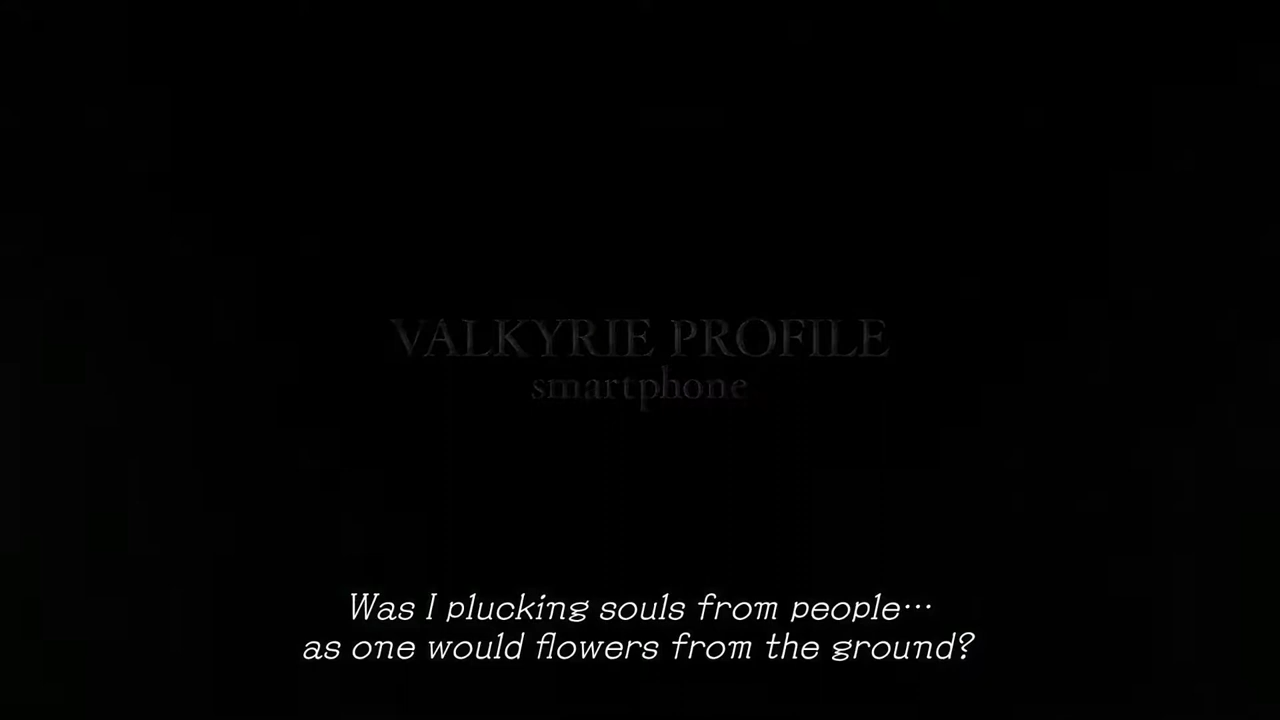 VALKYRIE PROFILE
smartphone
Was I plucking souls from people…
as one would flowers from the ground?